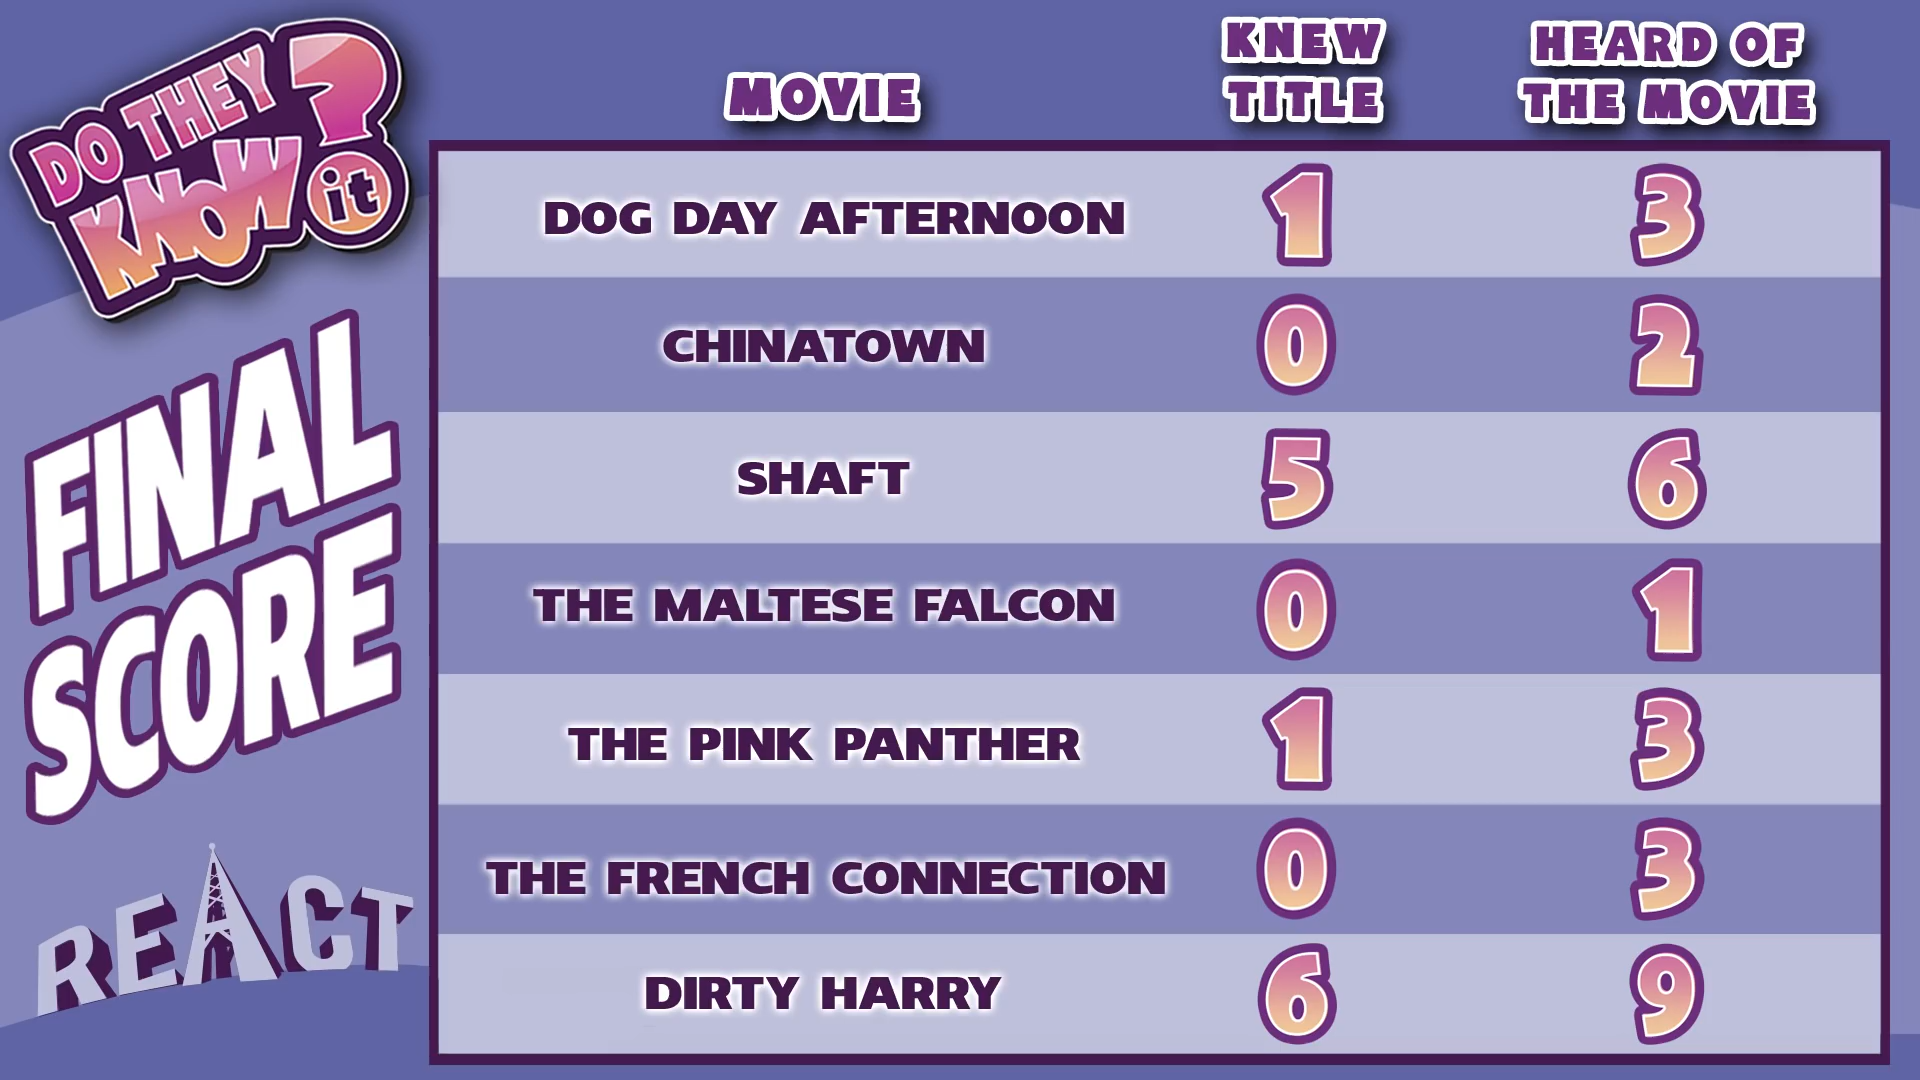 DO THEY
KNOW it?
FINAL
SCORE
REACT
MOVIE
KNEW
TITLE
HEARD OF
THE MOVIE
DOG DAY AFTERNOON 1 3
CHINATOWN 0 2
SHAFT 5 6
THE MALTESE FALCON 0 1
THE PINK PANTHER 1 3
THE FRENCH CONNECTION 0 3
DIRTY HARRY 6 9